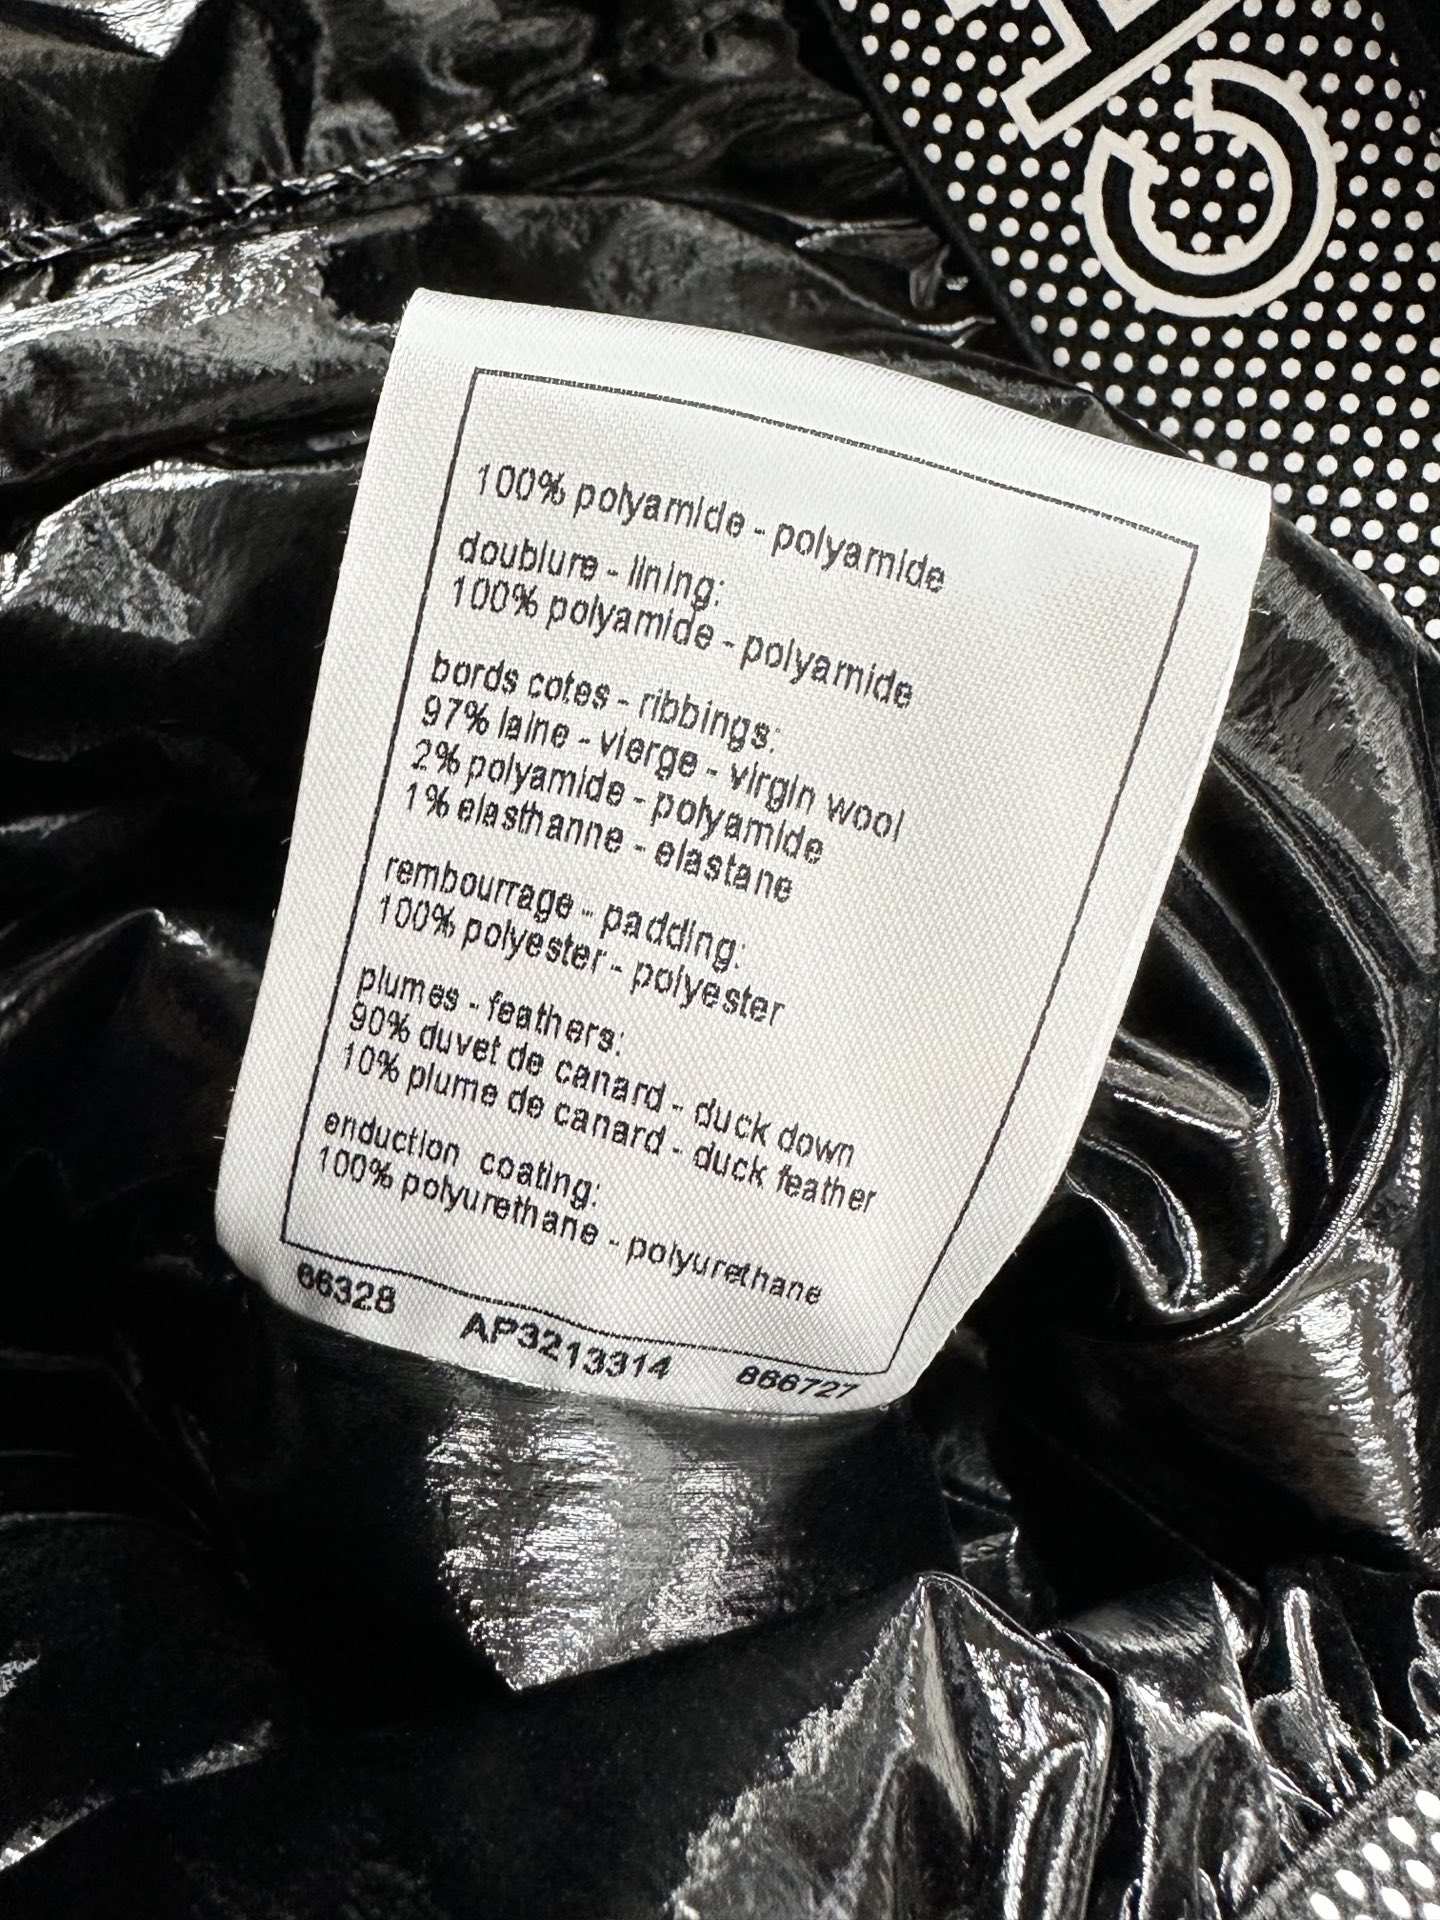 100% polyamide - polyamide
doublure - lining:
100% polyamide - polyamide
bords cotes - ribbings:
97% laine - vierge - virgin wool
2% polyamide - polyamide
1% elasthanne - elastane
rembourrage - padding:
100% polyester - polyester
plumes - feathers:
90% duvet de canard - duck down
10% plume de canard - duck feather
enduction coating:
100% polyurethane - polyurethane
66328 AP3213314 866727